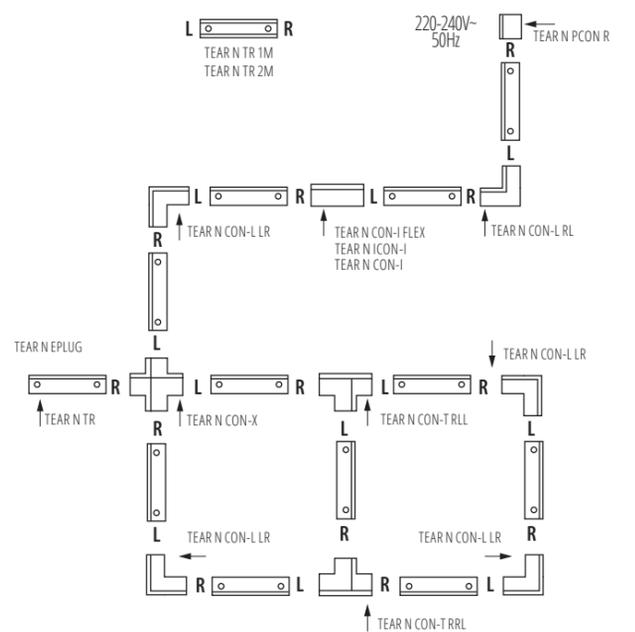 L R
TEAR N TR 1M
TEAR N TR 2M
220-240V~
50Hz
TEAR N PCON R
R
L
L R L R
TEAR N CON-L LR
TEAR N CON-I FLEX
TEAR N ICON-I
TEAR N CON-I
TEAR N CON-L RL
R
L
TEAR N EPLUG
TEAR N CON-L LR
R L R L R
TEAR N TR
TEAR N CON-X
TEAR N CON-T RLL
R L L
L R R
TEAR N CON-L LR
TEAR N CON-L LR
R L R L
TEAR N CON-T RRL